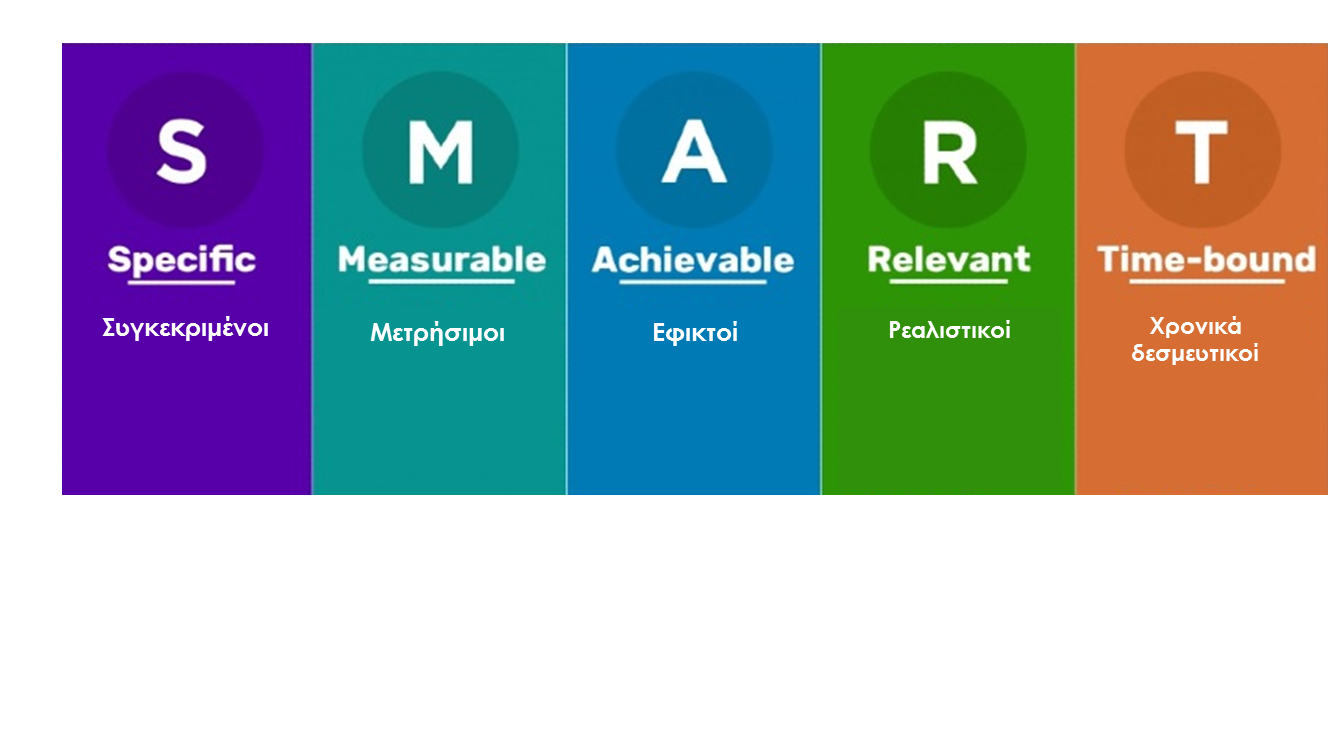 S
Specific
Συγκεκριμένοι
M
Measurable
Μετρήσιμοι
A
Achievable
Εφικτοί
R
Relevant
Ρεαλιστικοί
T
Time-bound
Χρονικά
δεσμευτικοί